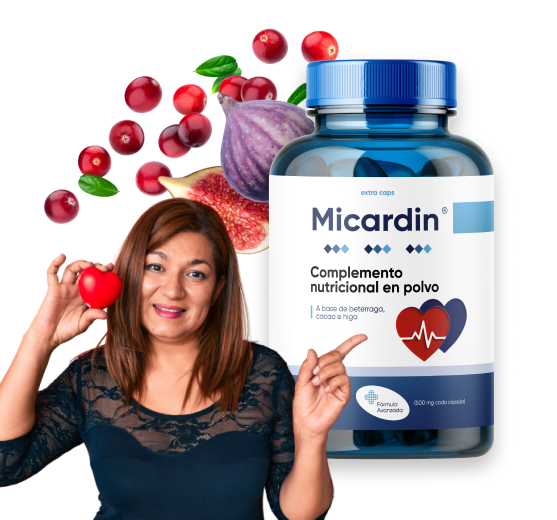 extra caps
Micardin®
Complemento
nutricional en polvo
A base de beterraga,
cacao e higo
Fórmula
Avanzada
(500 mg cada cápsula)